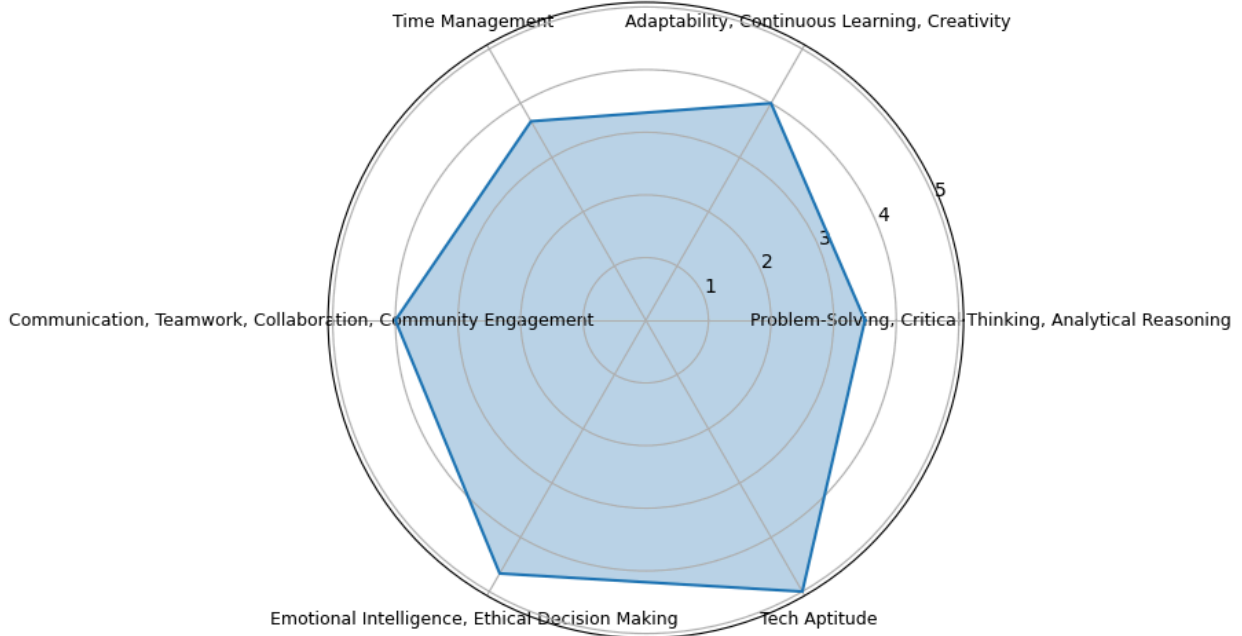 Time Management
Adaptability, Continuous Learning, Creativity
5
4
3
2
1
Communication, Teamwork, Collaboration, Community Engagement
Problem-Solving, Critical Thinking, Analytical Reasoning
Emotional Intelligence, Ethical Decision Making
Tech Aptitude